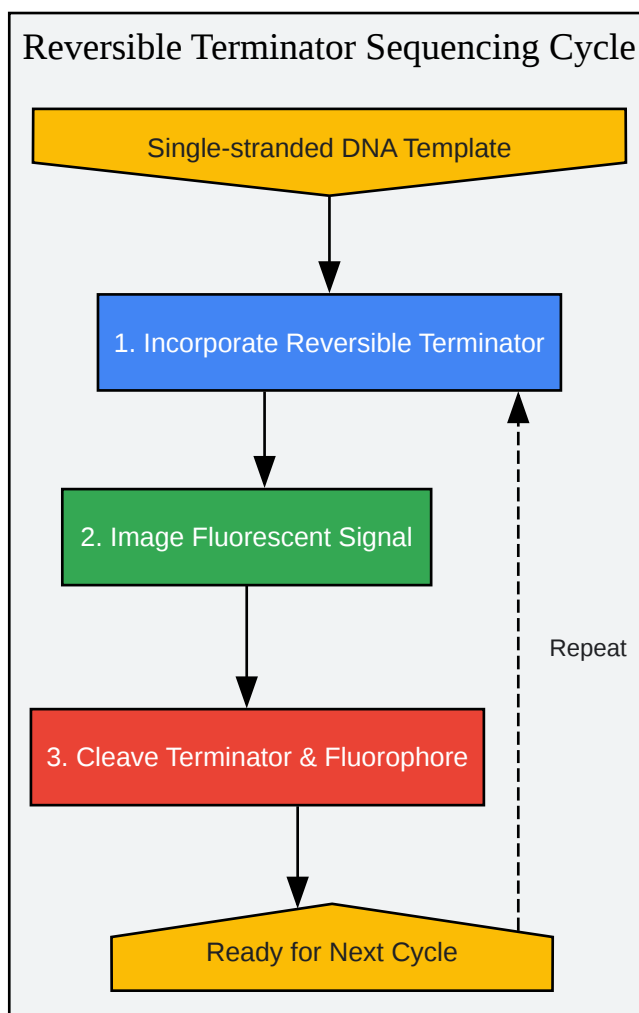 Reversible Terminator Sequencing Cycle
Single-stranded DNA Template
1. Incorporate Reversible Terminator
2. Image Fluorescent Signal
Repeat
3. Cleave Terminator & Fluorophore
Ready for Next Cycle